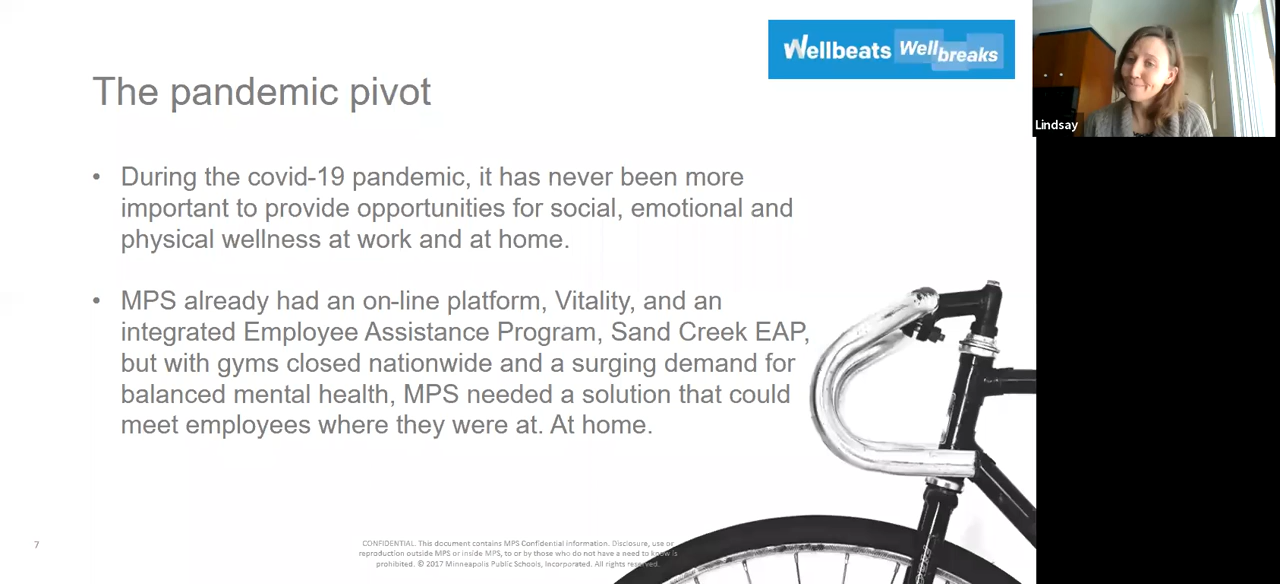 Wellbeats Well breaks
Lindsay
The pandemic pivot
• During the covid-19 pandemic, it has never been more
important to provide opportunities for social, emotional and
physical wellness at work and at home.
• MPS already had an on-line platform, Vitality, and an
integrated Employee Assistance Program, Sand Creek EAP,
but with gyms closed nationwide and a surging demand for
balanced mental health, MPS needed a solution that could
meet employees where they were at. At home.
7
CONFIDENTIAL. This document contains MPS Confidential information. Disclosure, use or
reproduction outside MPS or inside MPS, to or by those who do not have a need to know is
prohibited. © 2017 Minneapolis Public Schools, Incorporated. All rights reserved.